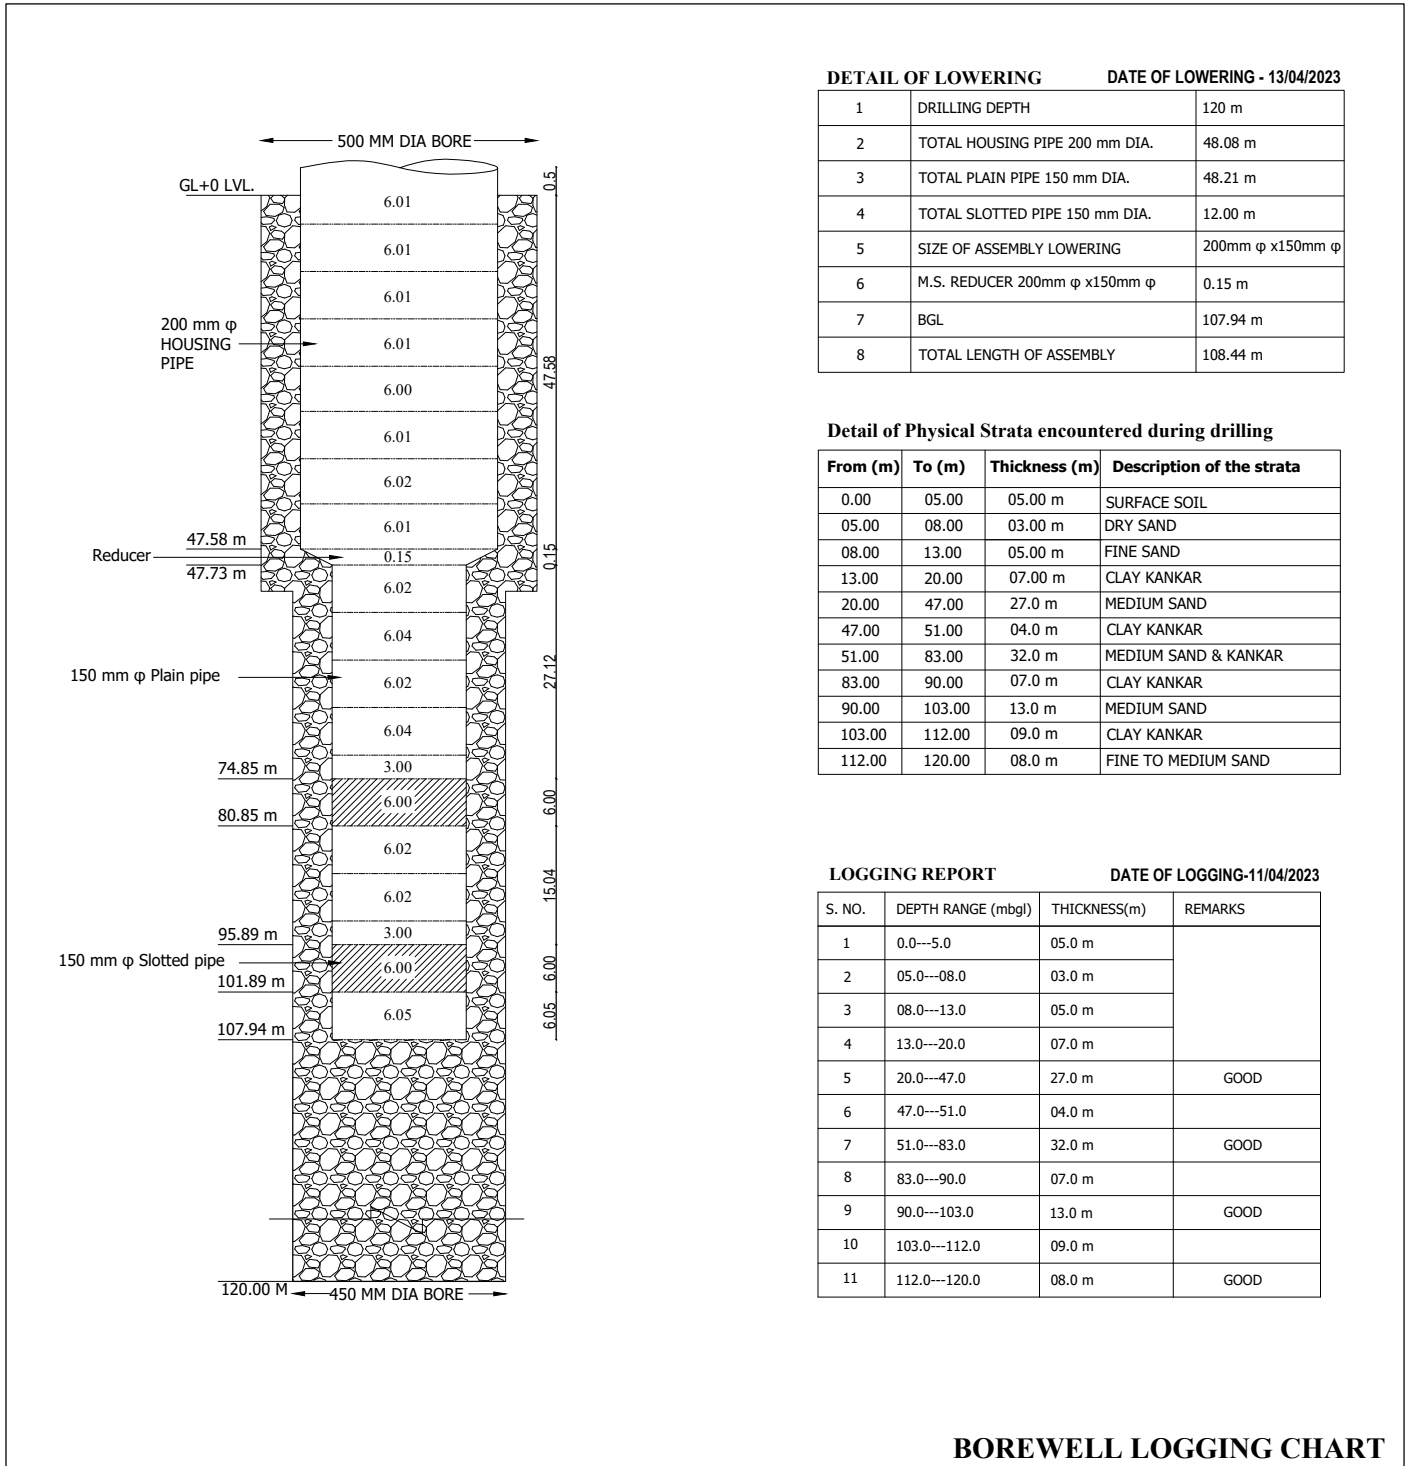 500 MM DIA BORE
GL+0 LVL.
0.5
6.01
6.01
6.01
200 mm φ
HOUSING
PIPE
6.01
47.58
6.00
6.01
6.02
6.01
47.58 m
Reducer
0.15
0.15
47.73 m
6.02
6.04
150 mm φ Plain pipe
6.02
27.12
6.04
3.00
74.85 m
6.00
6.00
80.85 m
6.02
6.02
15.04
3.00
95.89 m
150 mm φ Slotted pipe
6.00
6.00
101.89 m
6.05
6.05
107.94 m
120.00 M
450 MM DIA BORE
DETAIL OF LOWERING DATE OF LOWERING - 13/04/2023
1 DRILLING DEPTH 120 m
2 TOTAL HOUSING PIPE 200 mm DIA. 48.08 m
3 TOTAL PLAIN PIPE 150 mm DIA. 48.21 m
4 TOTAL SLOTTED PIPE 150 mm DIA. 12.00 m
5 SIZE OF ASSEMBLY LOWERING 200mm φ x150mm φ
6 M.S. REDUCER 200mm φ x150mm φ 0.15 m
7 BGL 107.94 m
8 TOTAL LENGTH OF ASSEMBLY 108.44 m
Detail of Physical Strata encountered during drilling
From (m) To (m) Thickness (m) Description of the strata
0.00 05.00 05.00 m SURFACE SOIL
05.00 08.00 03.00 m DRY SAND
08.00 13.00 05.00 m FINE SAND
13.00 20.00 07.00 m CLAY KANKAR
20.00 47.00 27.0 m MEDIUM SAND
47.00 51.00 04.0 m CLAY KANKAR
51.00 83.00 32.0 m MEDIUM SAND & KANKAR
83.00 90.00 07.0 m CLAY KANKAR
90.00 103.00 13.0 m MEDIUM SAND
103.00 112.00 09.0 m CLAY KANKAR
112.00 120.00 08.0 m FINE TO MEDIUM SAND
LOGGING REPORT DATE OF LOGGING-11/04/2023
S. NO. DEPTH RANGE (mbgl) THICKNESS(m) REMARKS
1 0.0---5.0 05.0 m
2 05.0---08.0 03.0 m
3 08.0---13.0 05.0 m
4 13.0---20.0 07.0 m
5 20.0---47.0 27.0 m GOOD
6 47.0---51.0 04.0 m
7 51.0---83.0 32.0 m GOOD
8 83.0---90.0 07.0 m
9 90.0---103.0 13.0 m GOOD
10 103.0---112.0 09.0 m
11 112.0---120.0 08.0 m GOOD
BOREWELL LOGGING CHART